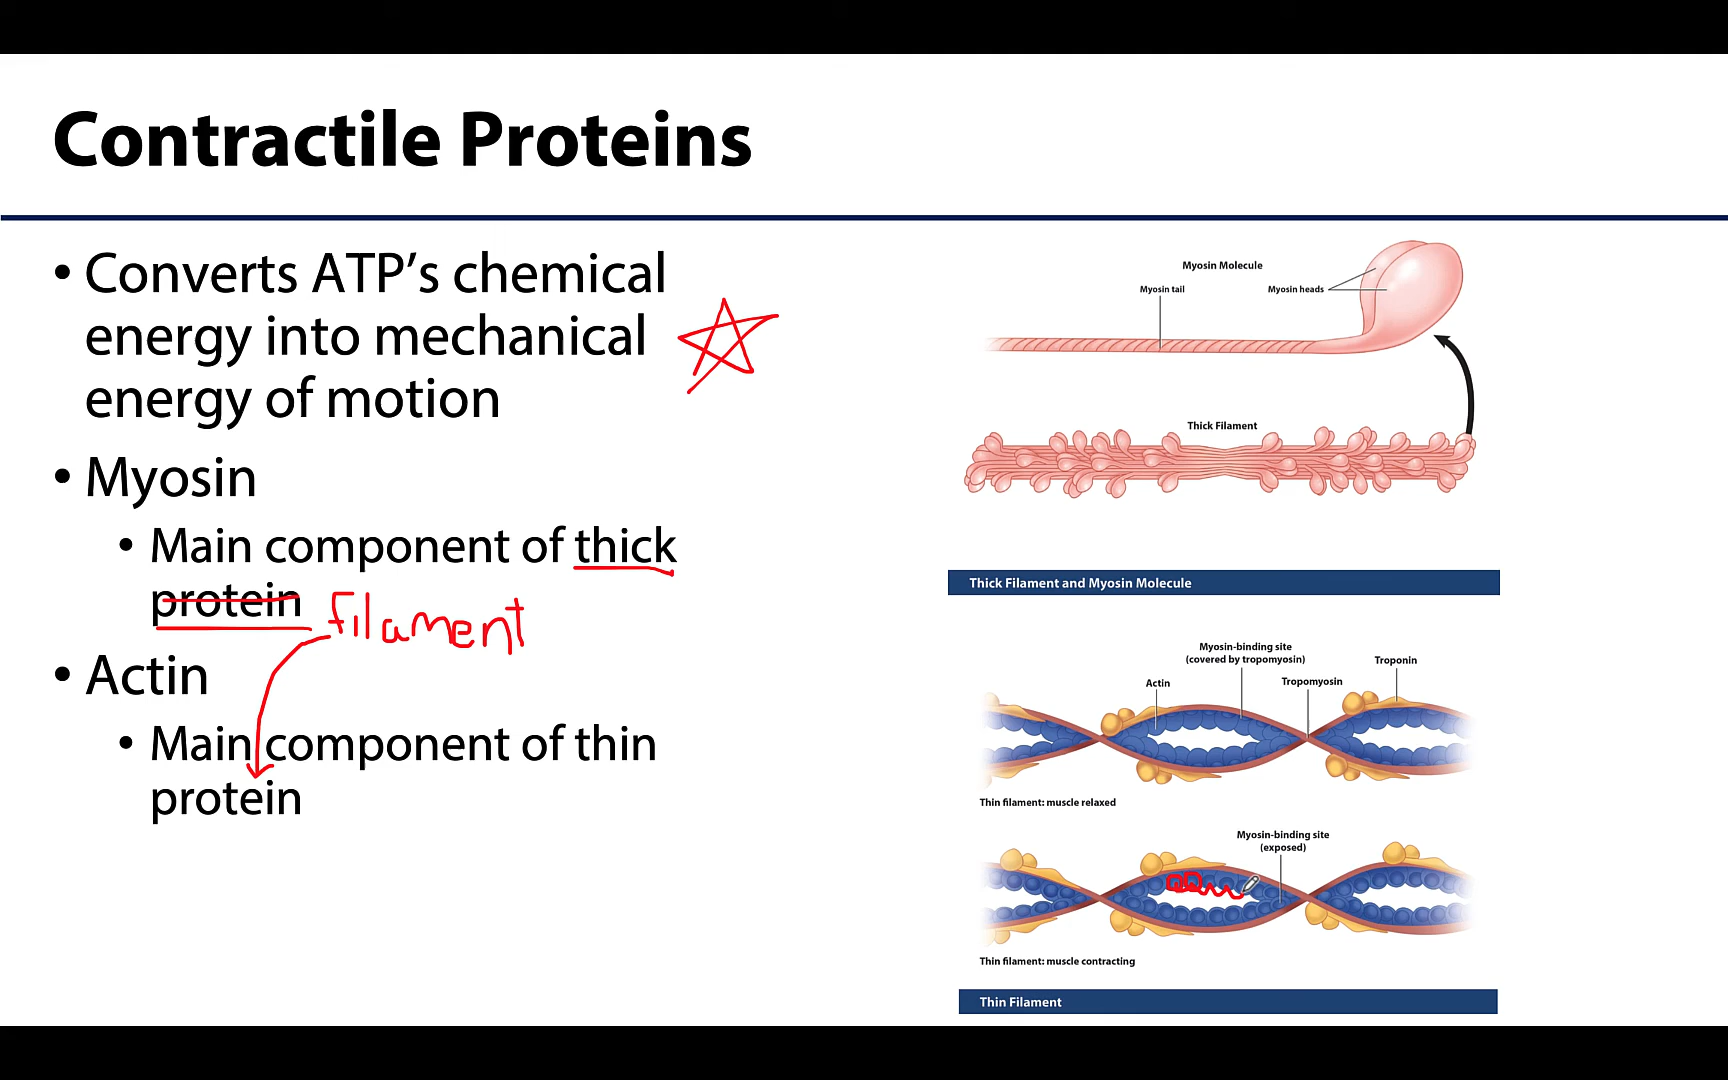 Contractile Proteins
• Converts ATP’s chemical
energy into mechanical
energy of motion
• Myosin
• Main component of thick
protein filament
• Actin
• Main component of thin
protein
Myosin Molecule
Myosin tail
Myosin heads
Thick Filament
Thick Filament and Myosin Molecule
Myosin-binding site
(covered by tropomyosin)
Troponin
Actin
Tropomyosin
Thin filament: muscle relaxed
Myosin-binding site
(exposed)
Thin filament: muscle contracting
Thin Filament